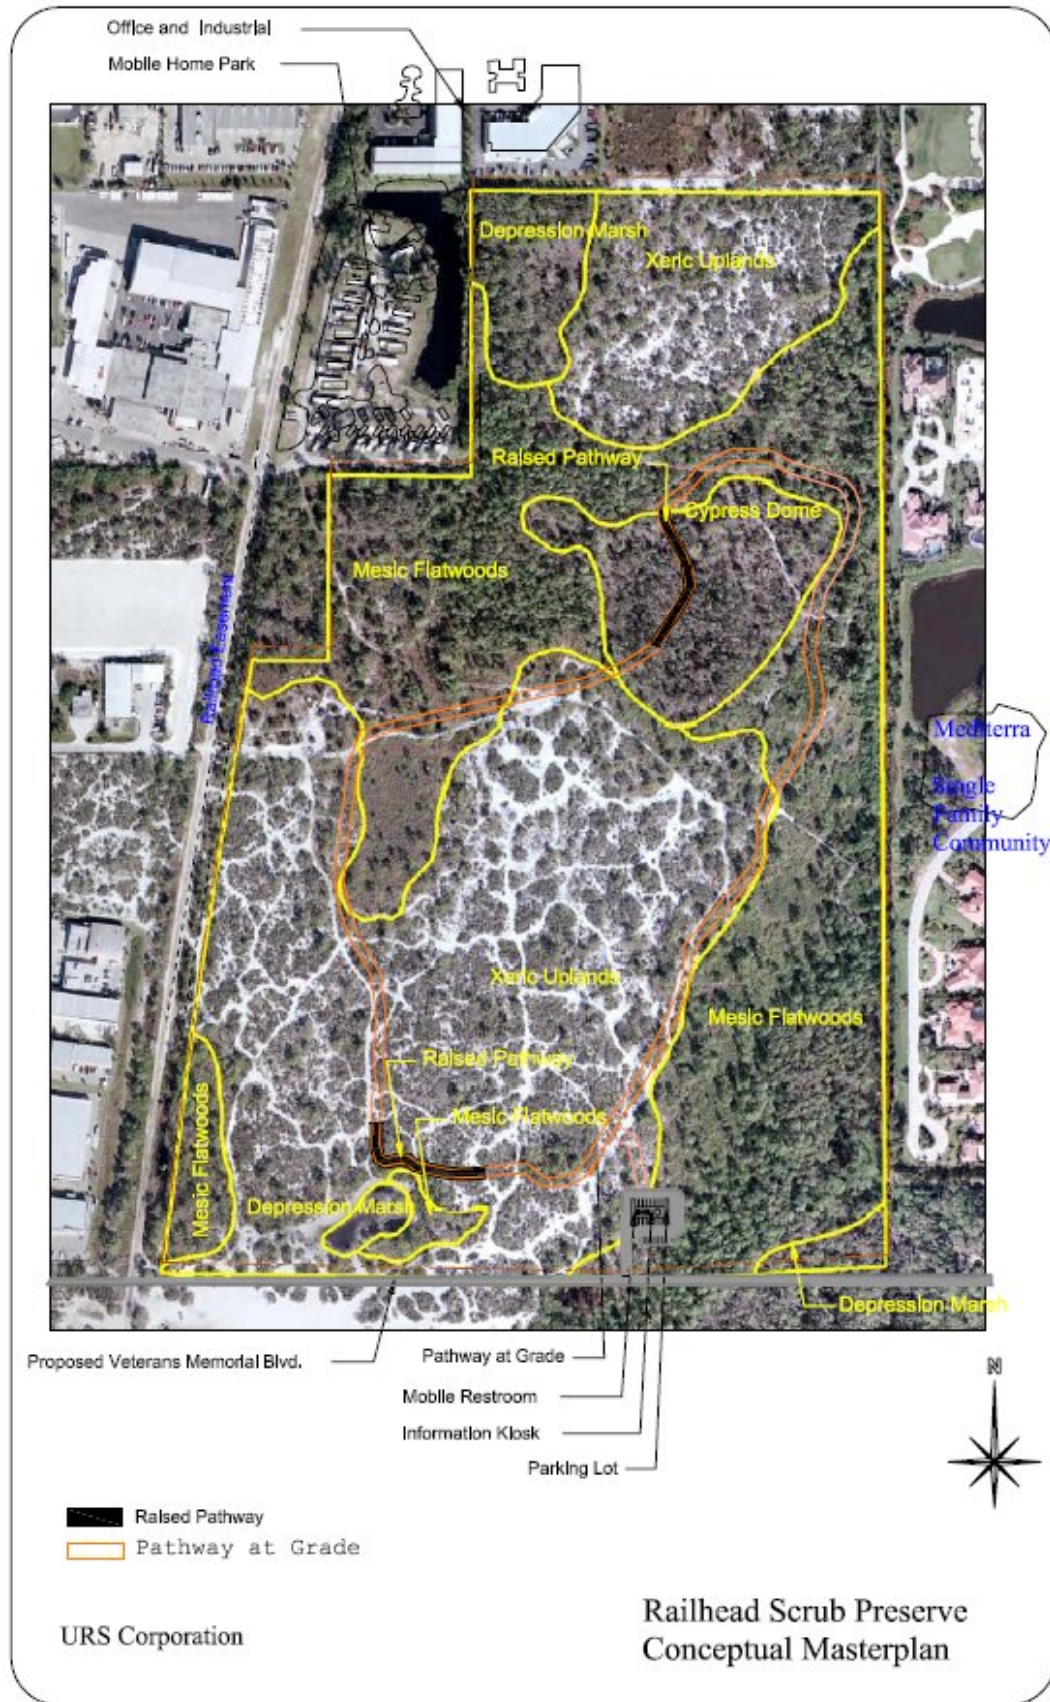 Office and Industrial
Mobile Home Park
Depression Marsh
Xeric Uplands
Raised Pathway
Cypress Dome
Mesic Flatwoods
Railroad Easement
Mediterra
Single
Family
Community
Xeric Uplands
Mesic Flatwoods
Raised Pathway
Mesic Flatwoods
Mesic Flatwoods
Depression Marsh
Depression Marsh
Proposed Veterans Memorial Blvd.
Pathway at Grade
Mobile Restroom
Information Kiosk
Parking Lot
N
Raised Pathway
Pathway at Grade
URS Corporation
Railhead Scrub Preserve
Conceptual Masterplan